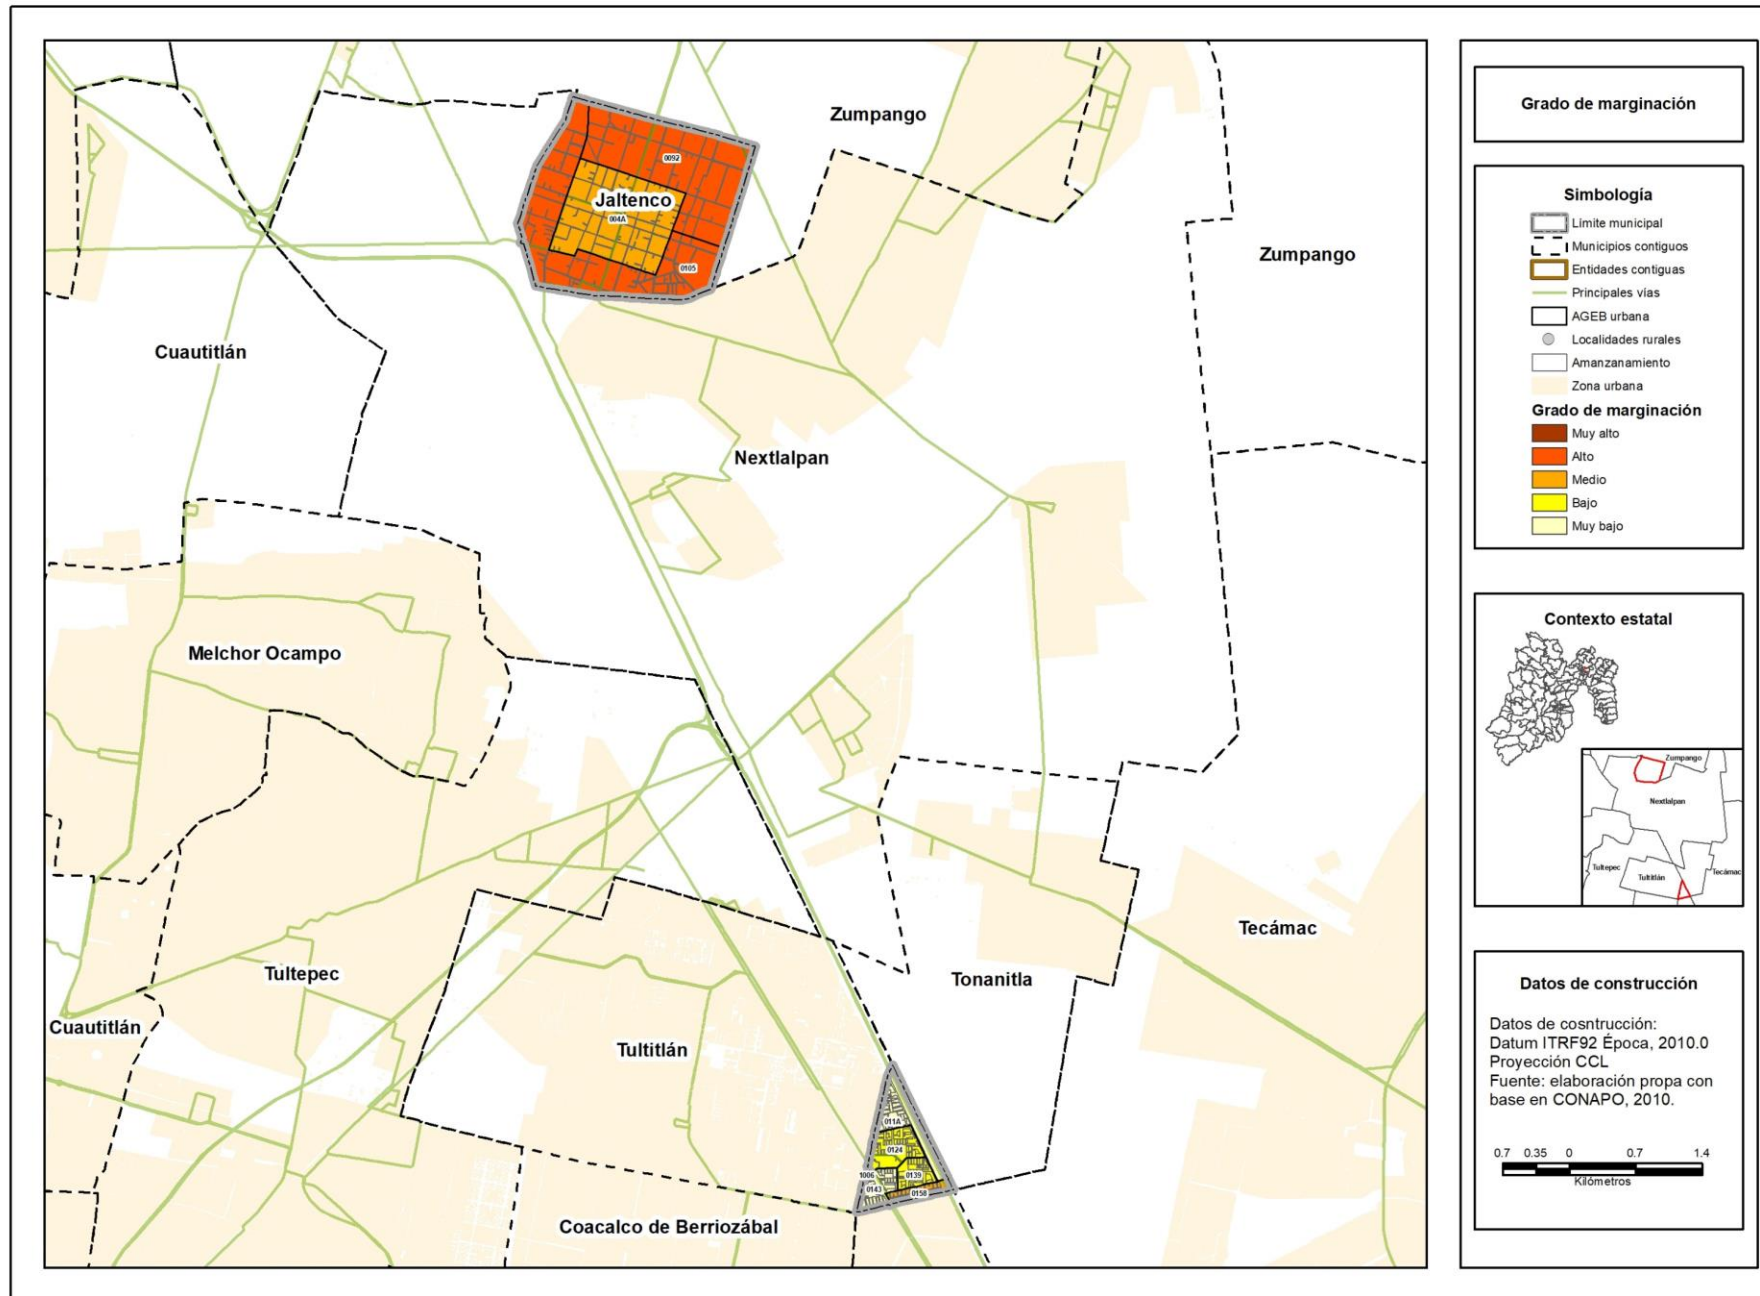 Zumpango
0092
Jaltenco
004A
0105
Zumpango
Cuautitlán
Nextlalpan
Melchor Ocampo
Tecámac
Tultepec
Tonanitla
Cuautitlán
Tultitlán
011A
0124
1006
0139
0143
0158
Coacalco de Berriozábal
Grado de marginación
Simbología
Límite municipal
Municipios contiguos
Entidades contiguas
Principales vías
AGEB urbana
Localidades rurales
Amanzanamiento
Zona urbana
Grado de marginación
Muy alto
Alto
Medio
Bajo
Muy bajo
Contexto estatal
Zumpango
Nextlalpan
Tultepec
Tultitlán
Tecámac
Datos de construcción
Datos de cosntrucción:
Datum ITRF92 Época, 2010.0
Proyección CCL
Fuente: elaboración propa con
base en CONAPO, 2010.
0.7 0.35 0 0.7 1.4
Kilómetros